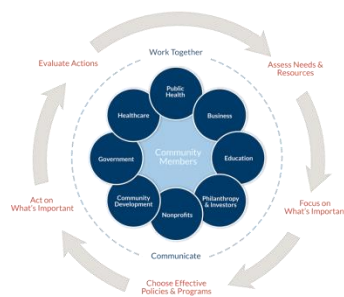 Work Together
Evaluate Actions
Assess Needs &
Resources
Public
Health
Healthcare
Business
Community
Members
Government
Education
Community
Development
Philanthropy
& Investors
Nonprofits
Act on
What's Important
Focus on
What's Importan
Communicate
Choose Effective
Policies & Programs